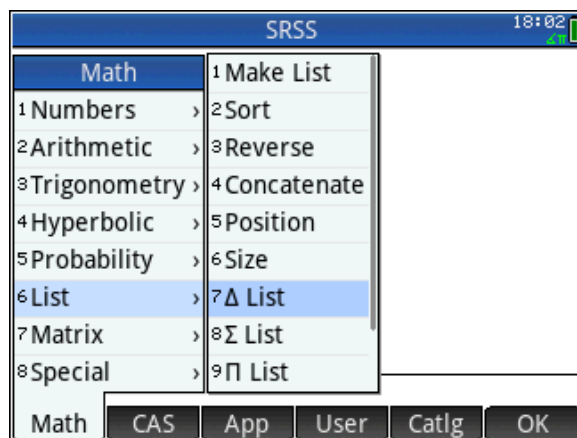 SRSS
18:02
∡π
Math
1 Numbers ›
2 Arithmetic ›
3 Trigonometry ›
4 Hyperbolic ›
5 Probability ›
6 List ›
7 Matrix ›
8 Special ›
1 Make List
2 Sort
3 Reverse
4 Concatenate
5 Position
6 Size
7 Δ List
8 Σ List
9 Π List
Math CAS App User Catlg OK